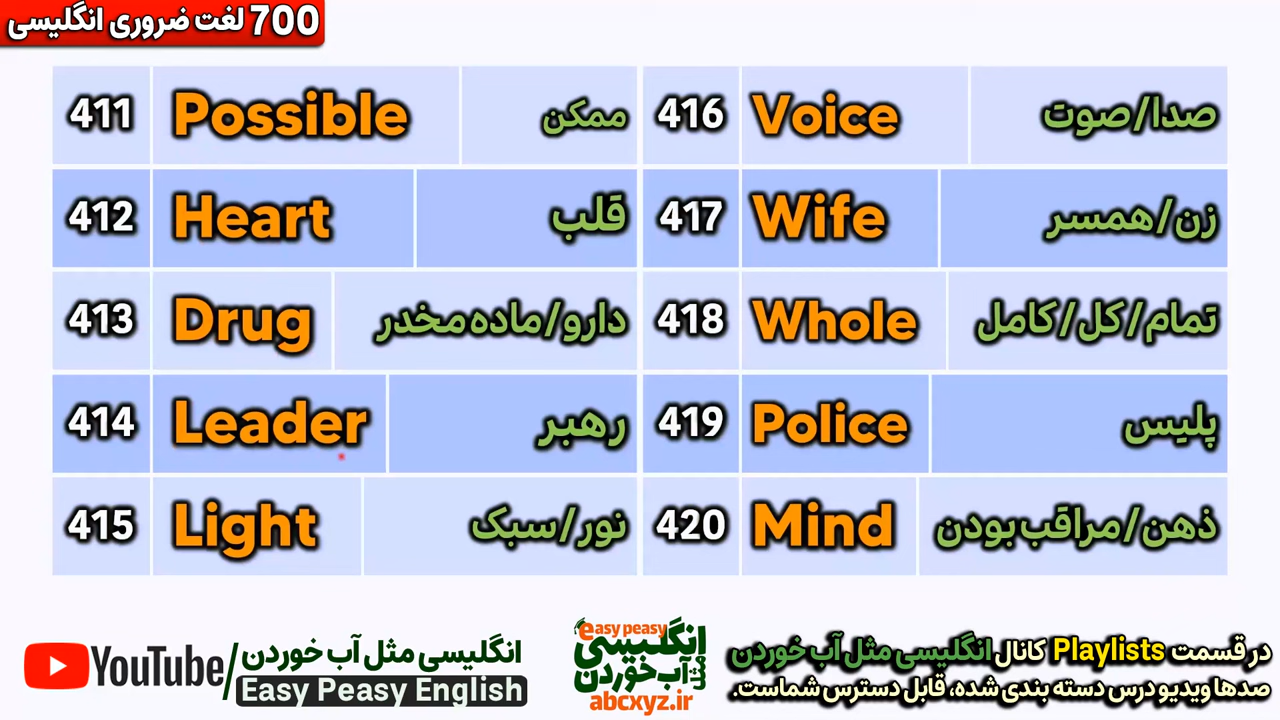 700 لغت ضروری انگلیسی
411 Possible ممکن
412 Heart قلب
413 Drug دارو/ماده مخدر
414 Leader رهبر
415 Light نور/سبک
416 Voice صدا/صوت
417 Wife زن/همسر
418 Whole تمام/کل/کامل
419 Police پلیس
420 Mind ذهن/مراقب بودن
YouTube/انگلیسی مثل آب خوردن
Easy Peasy English
easy peasy
انگلیسی
مثل آب خوردن
abcxyz.ir
در قسمت Playlists کانال انگلیسی مثل آب خوردن
صدها ویدیو درس دسته بندی شده، قابل دسترس شماست.